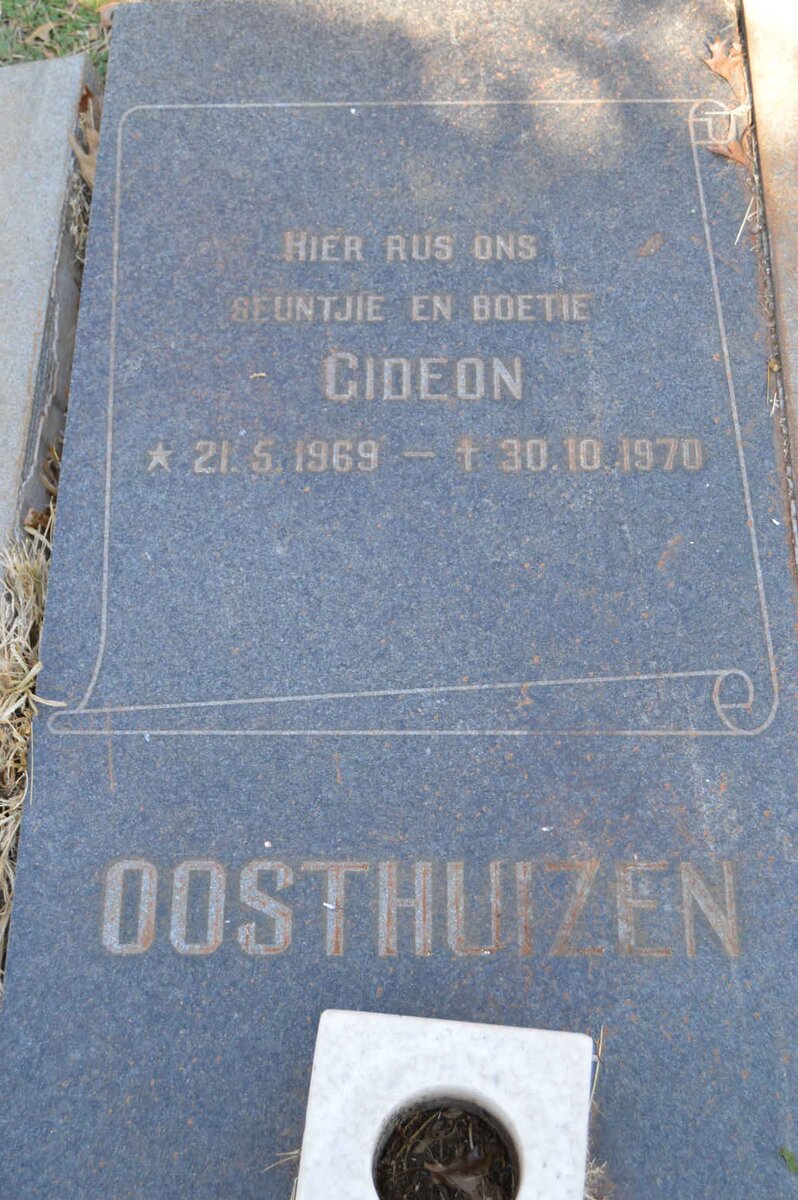 HIER RUS ONS
SEUNTJIE EN BOETIE
GIDEON
★ 21.5.1969 – † 30.10.1970
OOSTHUIZEN